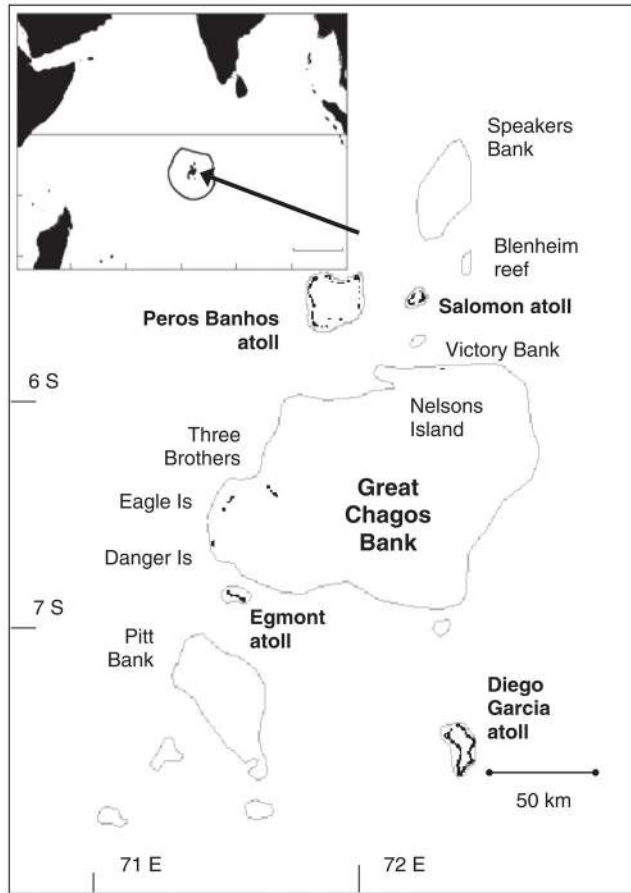 Speakers
Bank
Blenheim
reef
Peros Banhos
atoll
Salomon atoll
Victory Bank
6 S
Nelsons
Island
Three
Brothers
Eagle Is
Great
Chagos
Bank
Danger Is
7 S
Egmont
atoll
Pitt
Bank
Diego
Garcia
atoll
50 km
71 E
72 E